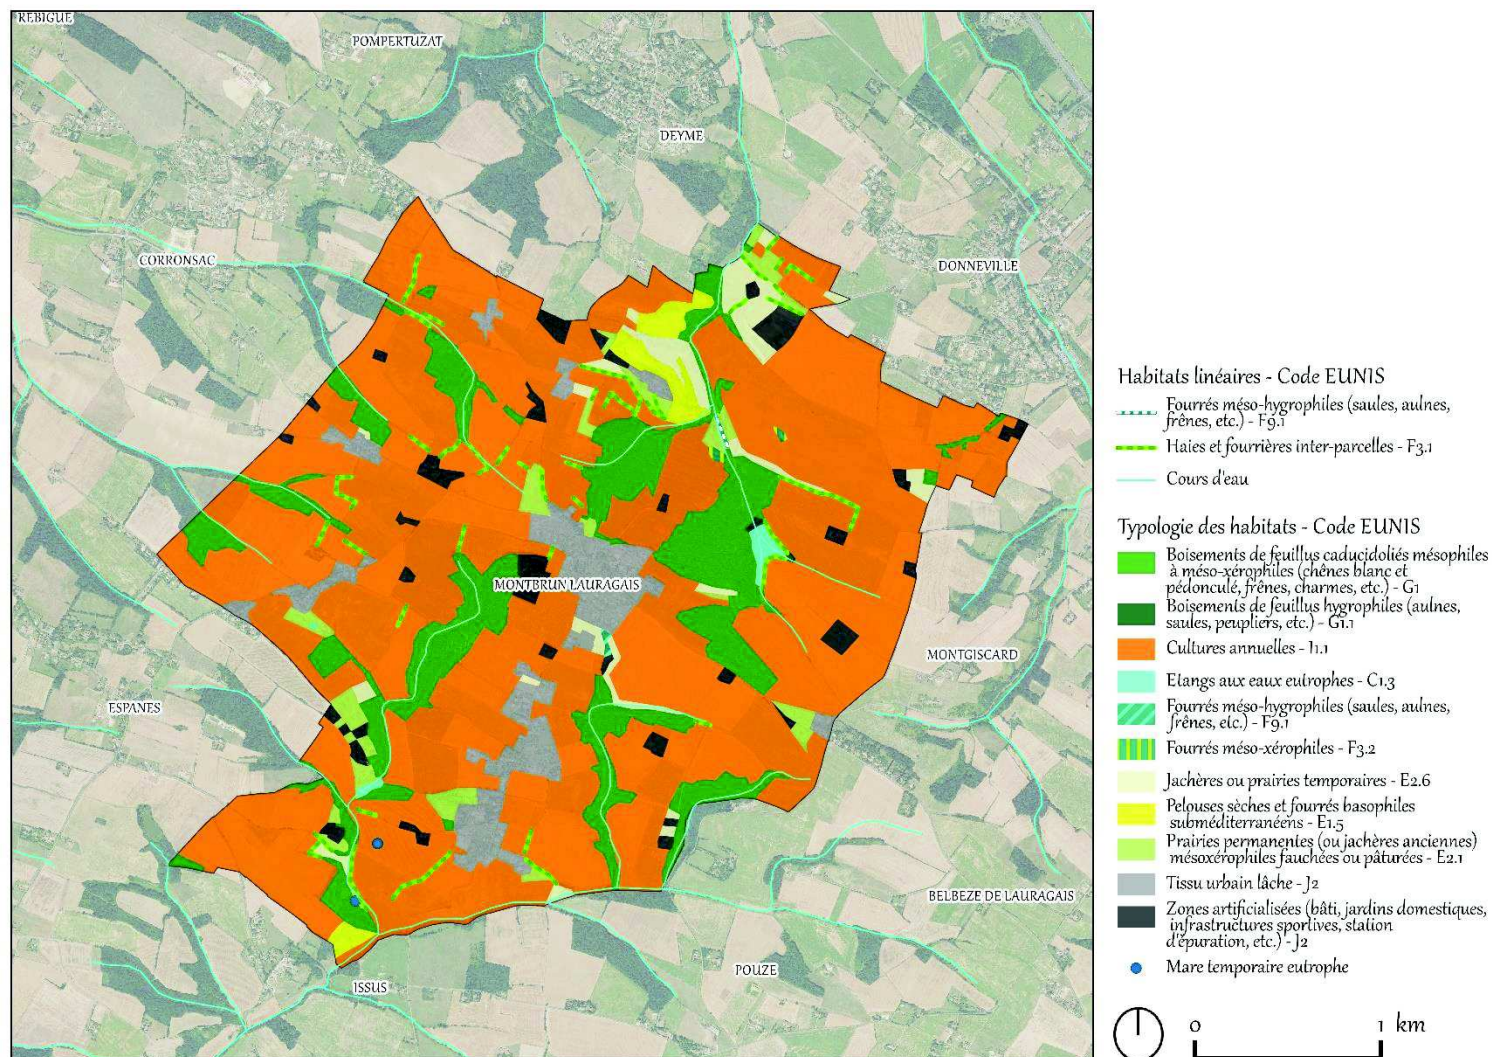 REBIGUE
POMPERTUZAT
DEYME
CORRONSAC
DONNEVILLE
MONTBRUN LAURAGAIS
MONTGISCARD
ESPANES
BELBEZE DE LAURAGAIS
POUZE
ISSUS
Habitats linéaires - Code EUNIS
Fourrés méso-hygrophiles (saules, aulnes,
frênes, etc.) - F9.1
Haies et fourrières inter-parcelles - F3.1
Cours d'eau
Typologie des habitats - Code EUNIS
Boisements de feuillus caducidoliés mésophiles
à méso-xérophiles (chênes blanc et
pédonculé, frênes, charmes, etc.) - G1
Boisements de feuillus hygrophiles (aulnes,
saules, peupliers, etc.) - G1.1
Cultures annuelles - I1.1
Etangs aux eaux eutrophes - C1.3
Fourrés méso-hygrophiles (saules, aulnes,
frênes, etc.) - F9.1
Fourrés méso-xérophiles - F3.2
Jachères ou prairies temporaires - E2.6
Pelouses sèches et fourrés basophiles
subméditerranéens - E1.5
Prairies permanentes (ou jachères anciennes)
mésoxérophiles fauchées ou pâturées - E2.1
Tissu urbain lâche - J2
Zones artificialisées (bâti, jardins domestiques,
infrastructures sportives, station
d'épuration, etc.) - J2
Mare temporaire eutrophe
0 1 km